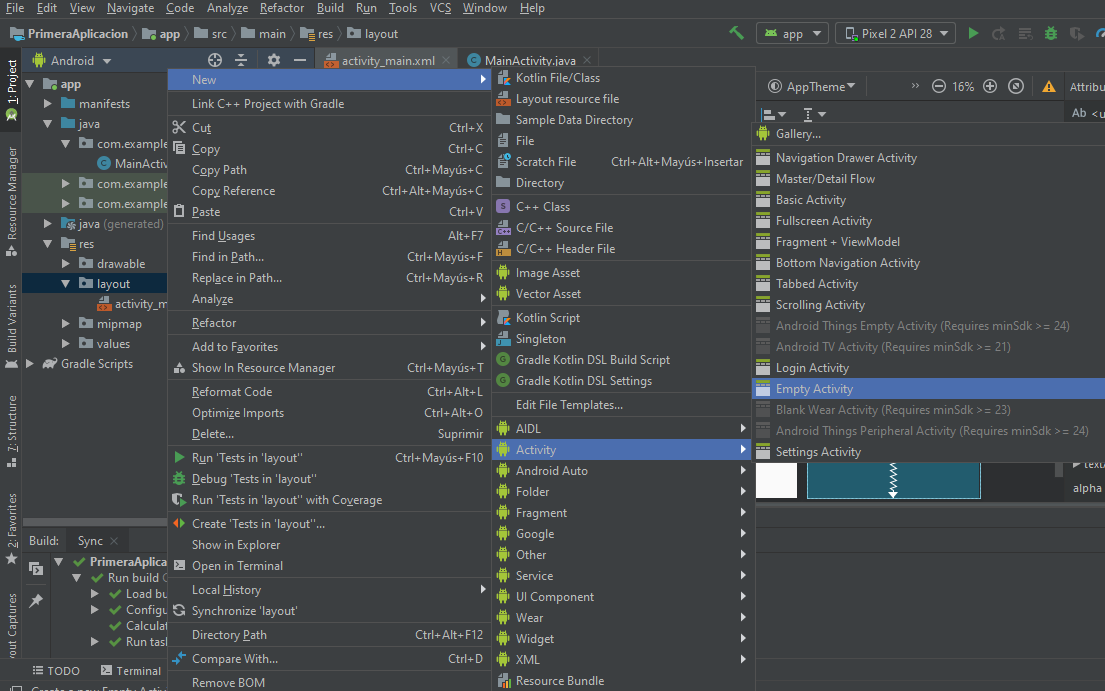 File Edit View Navigate Code Analyze Refactor Build Run Tools VCS Window Help
PrimeraAplicacion app src main res layout
app Pixel 2 API 28
Android
activity_main.xml
MainActivity.java
1: Project
Resource Manager
Build Variants
7: Structure
2: Favorites
app
manifests
java
com.example
MainActiv
com.example
com.example
java (generated)
res
drawable
layout
activity_m
mipmap
values
Gradle Scripts
Build: Sync
PrimeraAplica
Run build
Load bu
Configu
Calculat
Run task
TODO Terminal
New
Link C++ Project with Gradle
Cut Ctrl+X
Copy Ctrl+C
Copy Path Ctrl+Mayús+C
Copy Reference Ctrl+Alt+Mayús+C
Paste Ctrl+V
Find Usages Alt+F7
Find in Path... Ctrl+Mayús+F
Replace in Path... Ctrl+Mayús+R
Analyze
Refactor
Add to Favorites
Show In Resource Manager Ctrl+Mayús+T
Reformat Code Ctrl+Alt+L
Optimize Imports Ctrl+Alt+O
Delete... Suprimir
Run 'Tests in 'layout'' Ctrl+Mayús+F10
Debug 'Tests in 'layout''
Run 'Tests in 'layout'' with Coverage
Create 'Tests in 'layout''...
Show in Explorer
Open in Terminal
Local History
Synchronize 'layout'
Directory Path Ctrl+Alt+F12
Compare With... Ctrl+D
Remove BOM
Kotlin File/Class
Layout resource file
Sample Data Directory
File
Scratch File Ctrl+Alt+Mayús+Insertar
Directory
C++ Class
C/C++ Source File
C/C++ Header File
Image Asset
Vector Asset
Kotlin Script
Singleton
Gradle Kotlin DSL Build Script
Gradle Kotlin DSL Settings
Edit File Templates...
AIDL
Activity
Android Auto
Folder
Fragment
Google
Other
Service
UI Component
Wear
Widget
XML
Resource Bundle
AppTheme 16% Attribu
Ab <u
Gallery...
Navigation Drawer Activity
Master/Detail Flow
Basic Activity
Fullscreen Activity
Fragment + ViewModel
Bottom Navigation Activity
Tabbed Activity
Scrolling Activity
Android Things Empty Activity (Requires minSdk >= 24)
Android TV Activity (Requires minSdk >= 21)
Login Activity
Empty Activity
Blank Wear Activity (Requires minSdk >= 23)
Android Things Peripheral Activity (Requires minSdk >= 24)
Settings Activity
alpha